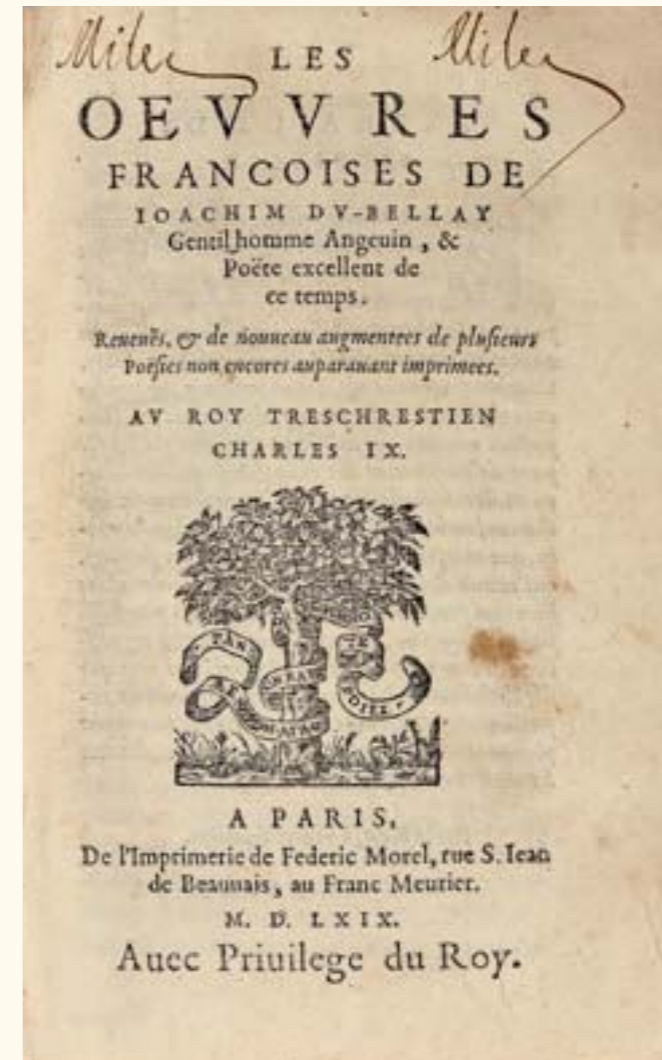 Miles
Miles
LES
OEVVRES
FRANCOISES DE
IOACHIM DV-BELLAY
Gentilhomme Angeuin, &
Poëte excellent de
ce temps.
Reueuës, & de nouueau augmentees de plusieurs
Poësies non encores auparauant imprimees.
AV ROY TRESCHRESTIEN
CHARLES IX.
A PARIS,
De l'Imprimerie de Federic Morel, rue S. Iean
de Beauuais, au Franc Meurier.
M. D. LXIX.
Auec Priuilege du Roy.